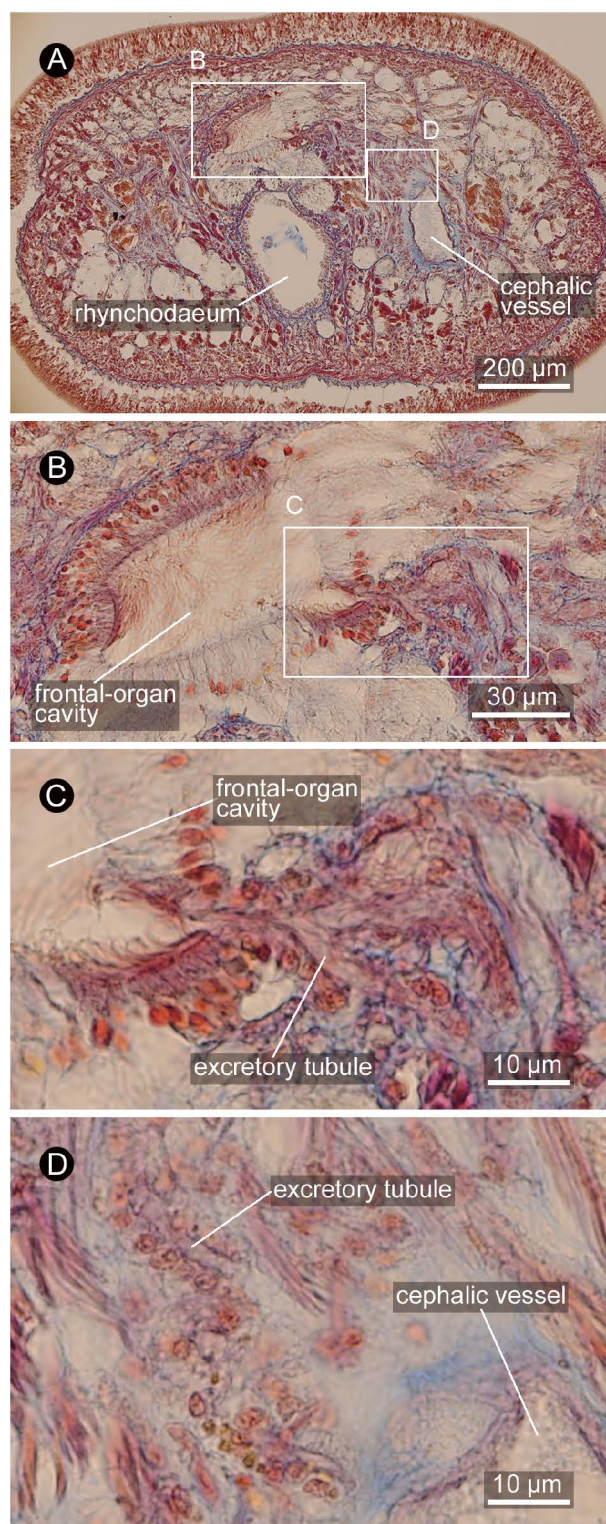 A
B
D
rhynchodaeum
cephalic
vessel
200 µm
B
C
frontal-organ
cavity
30 µm
C
frontal-organ
cavity
excretory tubule
10 µm
D
excretory tubule
cephalic vessel
10 µm